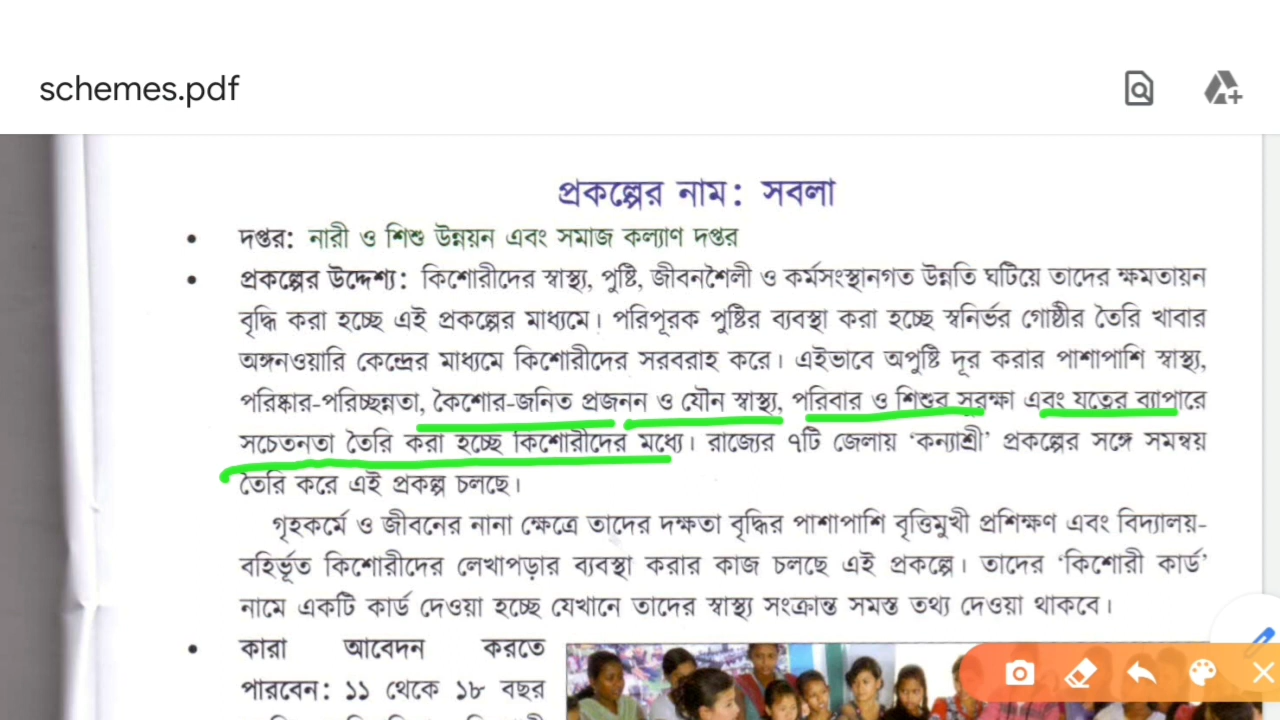 schemes.pdf
প্রকল্পের নাম: সবলা
• দপ্তর: নারী ও শিশু উন্নয়ন এবং সমাজ কল্যাণ দপ্তর
• প্রকল্পের উদ্দেশ্য: কিশোরীদের স্বাস্থ্য, পুষ্টি, জীবনশৈলী ও কর্মসংস্থানগত উন্নতি ঘটিয়ে তাদের ক্ষমতায়ন
বৃদ্ধি করা হচ্ছে এই প্রকল্পের মাধ্যমে। পরিপূরক পুষ্টির ব্যবস্থা করা হচ্ছে স্বনির্ভর গোষ্ঠীর তৈরি খাবার
অঙ্গনওয়ারি কেন্দ্রের মাধ্যমে কিশোরীদের সরবরাহ করে। এইভাবে অপুষ্টি দূর করার পাশাপাশি স্বাস্থ্য,
পরিষ্কার-পরিচ্ছন্নতা, কৈশোর-জনিত প্রজনন ও যৌন স্বাস্থ্য, পরিবার ও শিশুর সুরক্ষা এবং যত্নের ব্যাপারে
সচেতনতা তৈরি করা হচ্ছে কিশোরীদের মধ্যে। রাজ্যের ৭টি জেলায় ‘কন্যাশ্রী’ প্রকল্পের সঙ্গে সমন্বয়
তৈরি করে এই প্রকল্প চলছে।
গৃহকর্মে ও জীবনের নানা ক্ষেত্রে তাদের দক্ষতা বৃদ্ধির পাশাপাশি বৃত্তিমুখী প্রশিক্ষণ এবং বিদ্যালয়-
বহির্ভূত কিশোরীদের লেখাপড়ার ব্যবস্থা করার কাজ চলছে এই প্রকল্পে। তাদের ‘কিশোরী কার্ড’
নামে একটি কার্ড দেওয়া হচ্ছে যেখানে তাদের স্বাস্থ্য সংক্রান্ত সমস্ত তথ্য দেওয়া থাকবে।
• কারা আবেদন করতে
পারবেন: ১১ থেকে ১৮ বছর